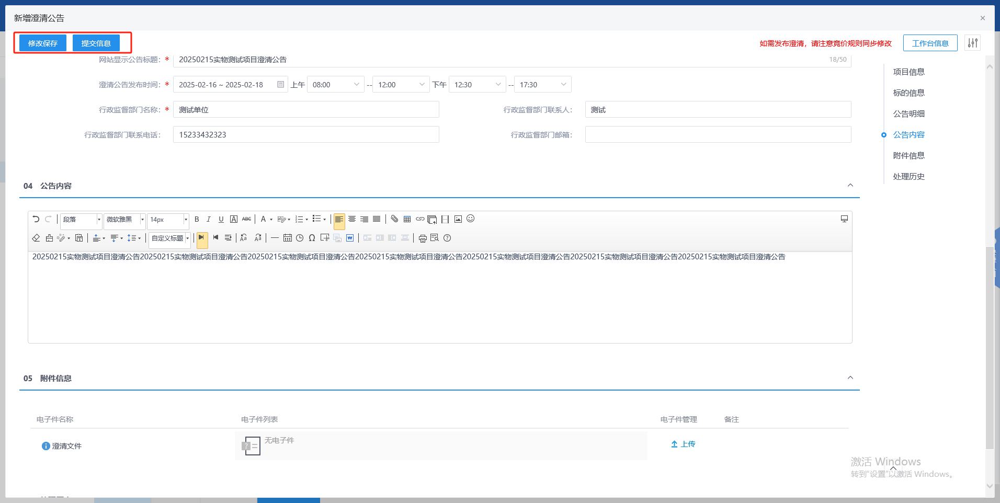 新增澄清公告
×
修改保存 提交信息 如需发布澄清，请注意竞价规则同步修改 工作台信息
网站显示公告标题： * 20250215实物测试项目澄清公告 18/50
澄清公告发布时间： * 2025-02-16 ~ 2025-02-18 上午 08:00 -- 12:00 下午 12:30 -- 17:30
行政监督部门名称： * 测试单位 行政监督部门联系人： 测试
行政监督部门联系电话： 15233432323 行政监督部门邮箱：
项目信息
标的信息
公告明细
公告内容
附件信息
处理历史
04 公告内容
段落 微软雅黑 14px B I U A ABC A
自定义标题
20250215实物测试项目澄清公告20250215实物测试项目澄清公告20250215实物测试项目澄清公告20250215实物测试项目澄清公告20250215实物测试项目澄清公告20250215实物测试项目澄清公告20250215实物测试项目澄清公告
05 附件信息
电子件名称 电子件列表 电子件管理 备注
澄清文件 无电子件 上传
激活 Windows
转到"设置"以激活 Windows。